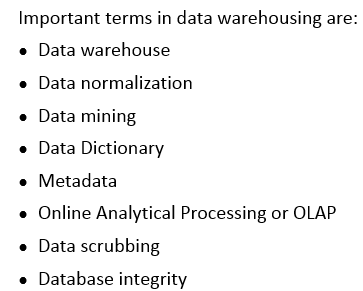 Important terms in data warehousing are:
● Data warehouse
● Data normalization
● Data mining
● Data Dictionary
● Metadata
● Online Analytical Processing or OLAP
● Data scrubbing
● Database integrity